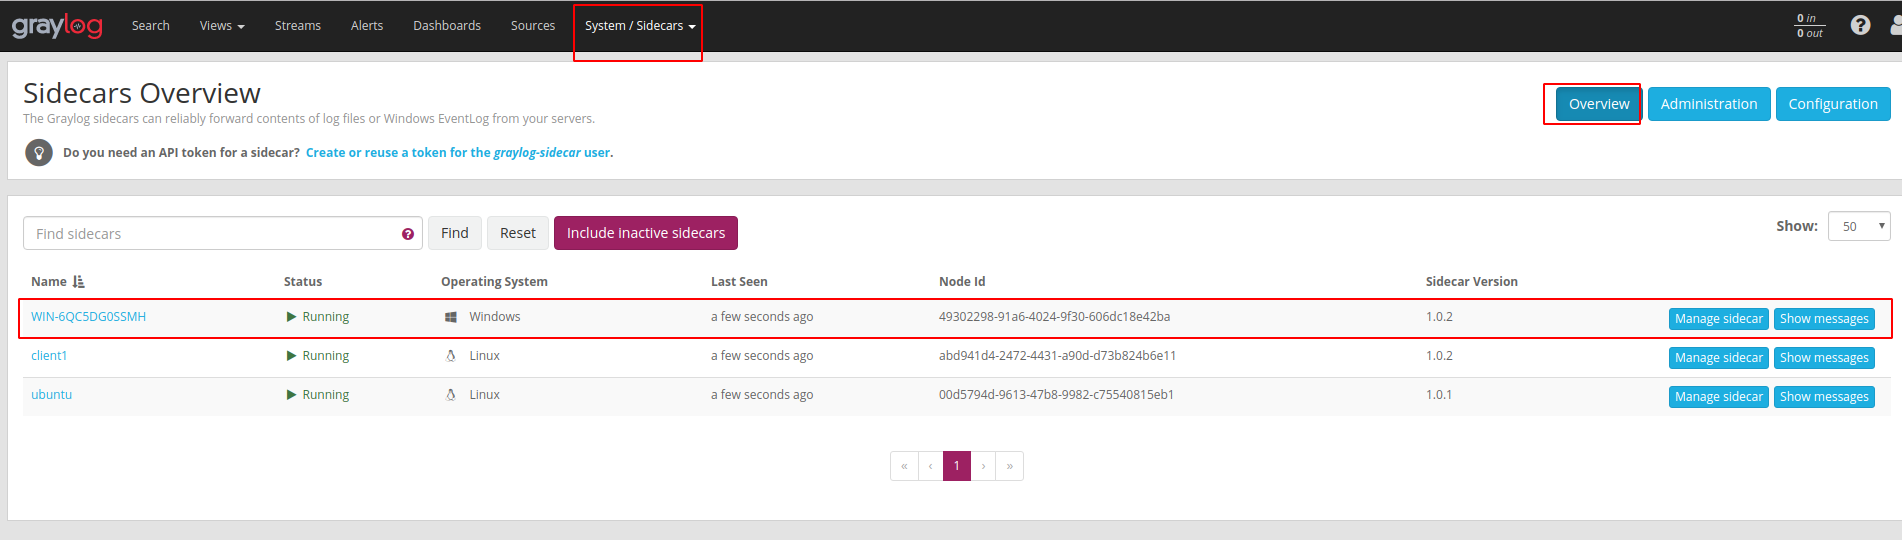 graylog Search Views Streams Alerts Dashboards Sources System / Sidecars 0 in
0 out
Sidecars Overview
The Graylog sidecars can reliably forward contents of log files or Windows EventLog from your servers.
Overview Administration Configuration
Do you need an API token for a sidecar? Create or reuse a token for the graylog-sidecar user.
Find sidecars Find Reset Include inactive sidecars Show: 50
Name Status Operating System Last Seen Node Id Sidecar Version
WIN-6QC5DG0SSMH Running Windows a few seconds ago 49302298-91a6-4024-9f30-606dc18e42ba 1.0.2 Manage sidecar Show messages
client1 Running Linux a few seconds ago abd941d4-2472-4431-a90d-d73b824b6e11 1.0.2 Manage sidecar Show messages
ubuntu Running Linux a few seconds ago 00d5794d-9613-47b8-9982-c75540815eb1 1.0.1 Manage sidecar Show messages
« ‹ 1 › »